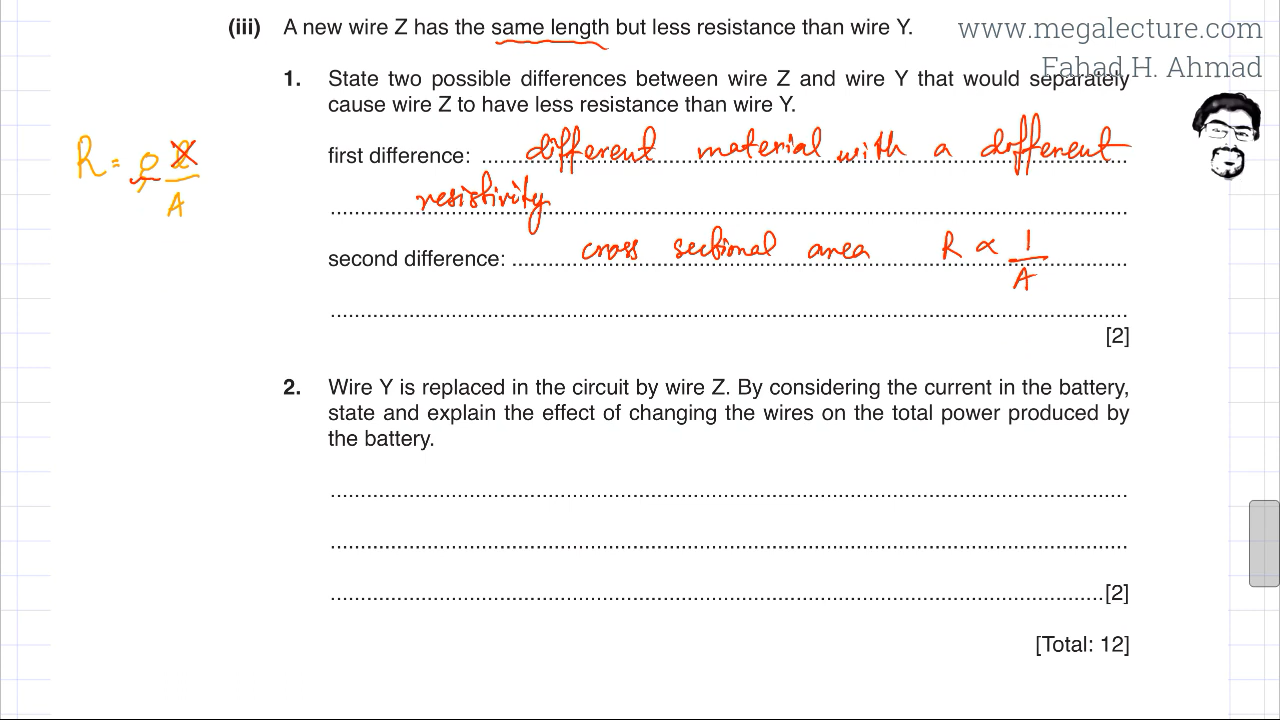 (iii) A new wire Z has the same length but less resistance than wire Y.
www.megalecture.com
Fahad H. Ahmad
1. State two possible differences between wire Z and wire Y that would separately
cause wire Z to have less resistance than wire Y.
R = ρ ℓ/A
first difference: different material with a different
resistivity
second difference: cross sectional area R ∝ 1/A
[2]
2. Wire Y is replaced in the circuit by wire Z. By considering the current in the battery,
state and explain the effect of changing the wires on the total power produced by
the battery.
[2]
[Total: 12]